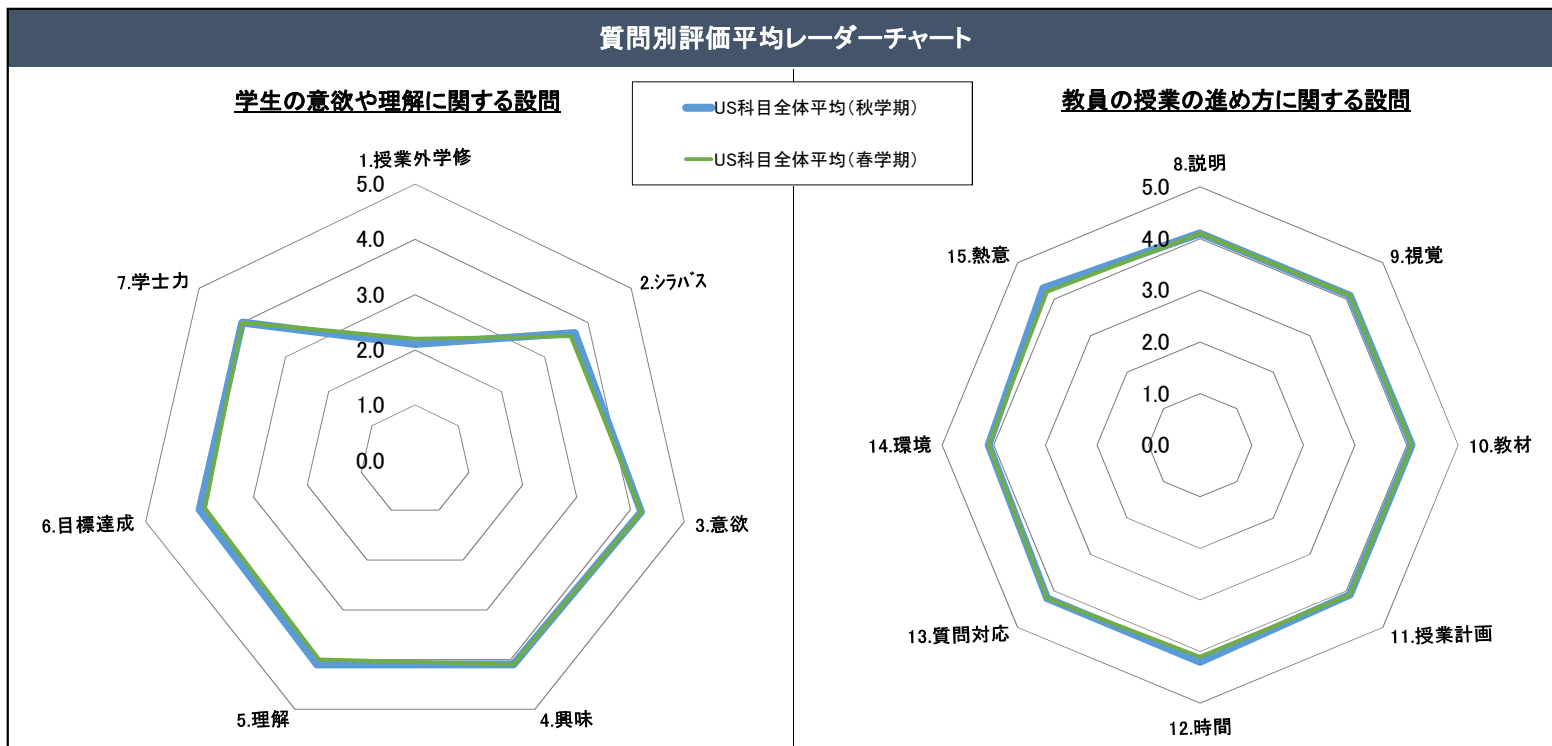 質問別評価平均レーダーチャート
学生の意欲や理解に関する設問
US科目全体平均（秋学期）
US科目全体平均（春学期）
教員の授業の進め方に関する設問
1.授業外学修
5.0
4.0
3.0
2.0
1.0
0.0
2.ｼﾗﾊﾞｽ
3.意欲
4.興味
5.理解
6.目標達成
7.学士力
8.説明
5.0
4.0
3.0
2.0
1.0
0.0
9.視覚
10.教材
11.授業計画
12.時間
13.質問対応
14.環境
15.熱意